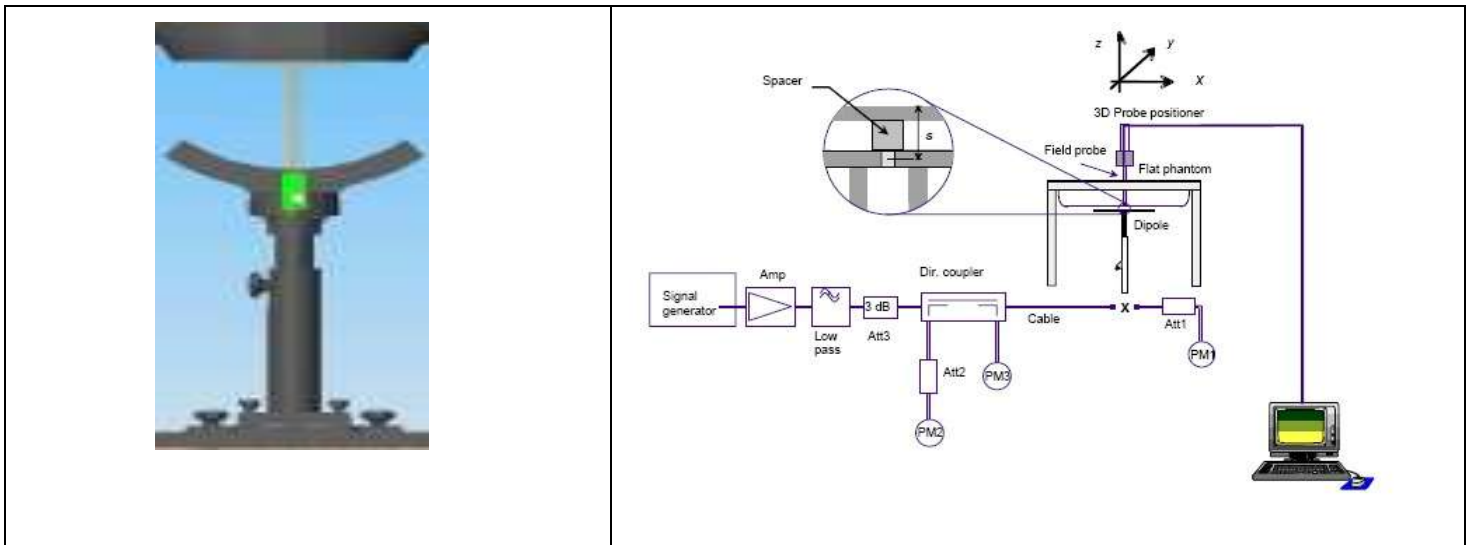 z
y
X
Spacer
s
3D Probe positioner
Field probe
Flat phantom
Dipole
Signal
generator
Amp
Low
pass
3 dB
Att3
Dir. coupler
Cable
X
Att1
PM1
Att2
PM3
PM2